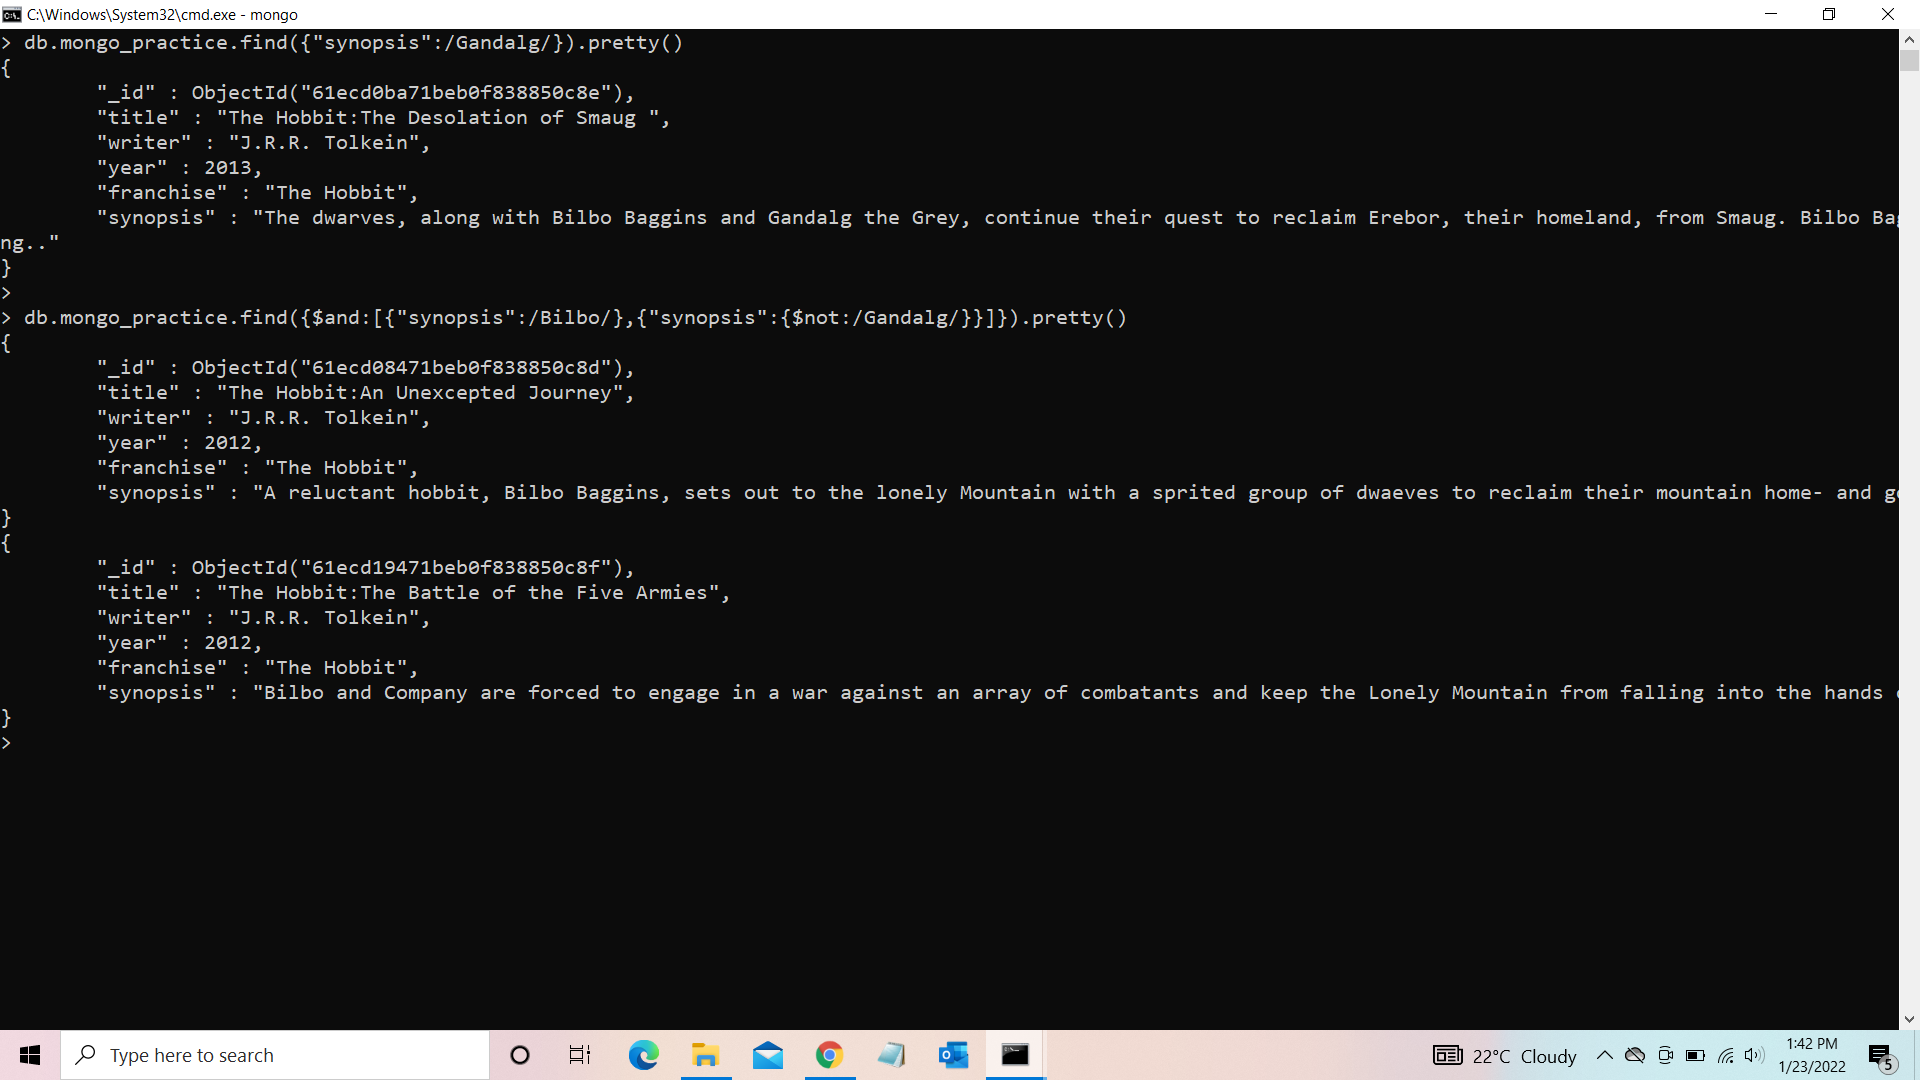 C:\Windows\System32\cmd.exe - mongo
> db.mongo_practice.find({"synopsis":/Gandalg/}).pretty()
{
"_id" : ObjectId("61ecd0ba71beb0f838850c8e"),
"title" : "The Hobbit:The Desolation of Smaug ",
"writer" : "J.R.R. Tolkein",
"year" : 2013,
"franchise" : "The Hobbit",
"synopsis" : "The dwarves, along with Bilbo Baggins and Gandalg the Grey, continue their quest to reclaim Erebor, their homeland, from Smaug. Bilbo Bag
ng.."
}
>
> db.mongo_practice.find({$and:[{"synopsis":/Bilbo/},{"synopsis":{$not:/Gandalg/}}]}).pretty()
{
"_id" : ObjectId("61ecd08471beb0f838850c8d"),
"title" : "The Hobbit:An Unexcepted Journey",
"writer" : "J.R.R. Tolkein",
"year" : 2012,
"franchise" : "The Hobbit",
"synopsis" : "A reluctant hobbit, Bilbo Baggins, sets out to the lonely Mountain with a sprited group of dwaeves to reclaim their mountain home- and
}
{
"_id" : ObjectId("61ecd19471beb0f838850c8f"),
"title" : "The Hobbit:The Battle of the Five Armies",
"writer" : "J.R.R. Tolkein",
"year" : 2012,
"franchise" : "The Hobbit",
"synopsis" : "Bilbo and Company are forced to engage in a war against an array of combatants and keep the Lonely Mountain from falling into the hands
}
>
Type here to search
22°C Cloudy
1:42 PM
1/23/2022
5